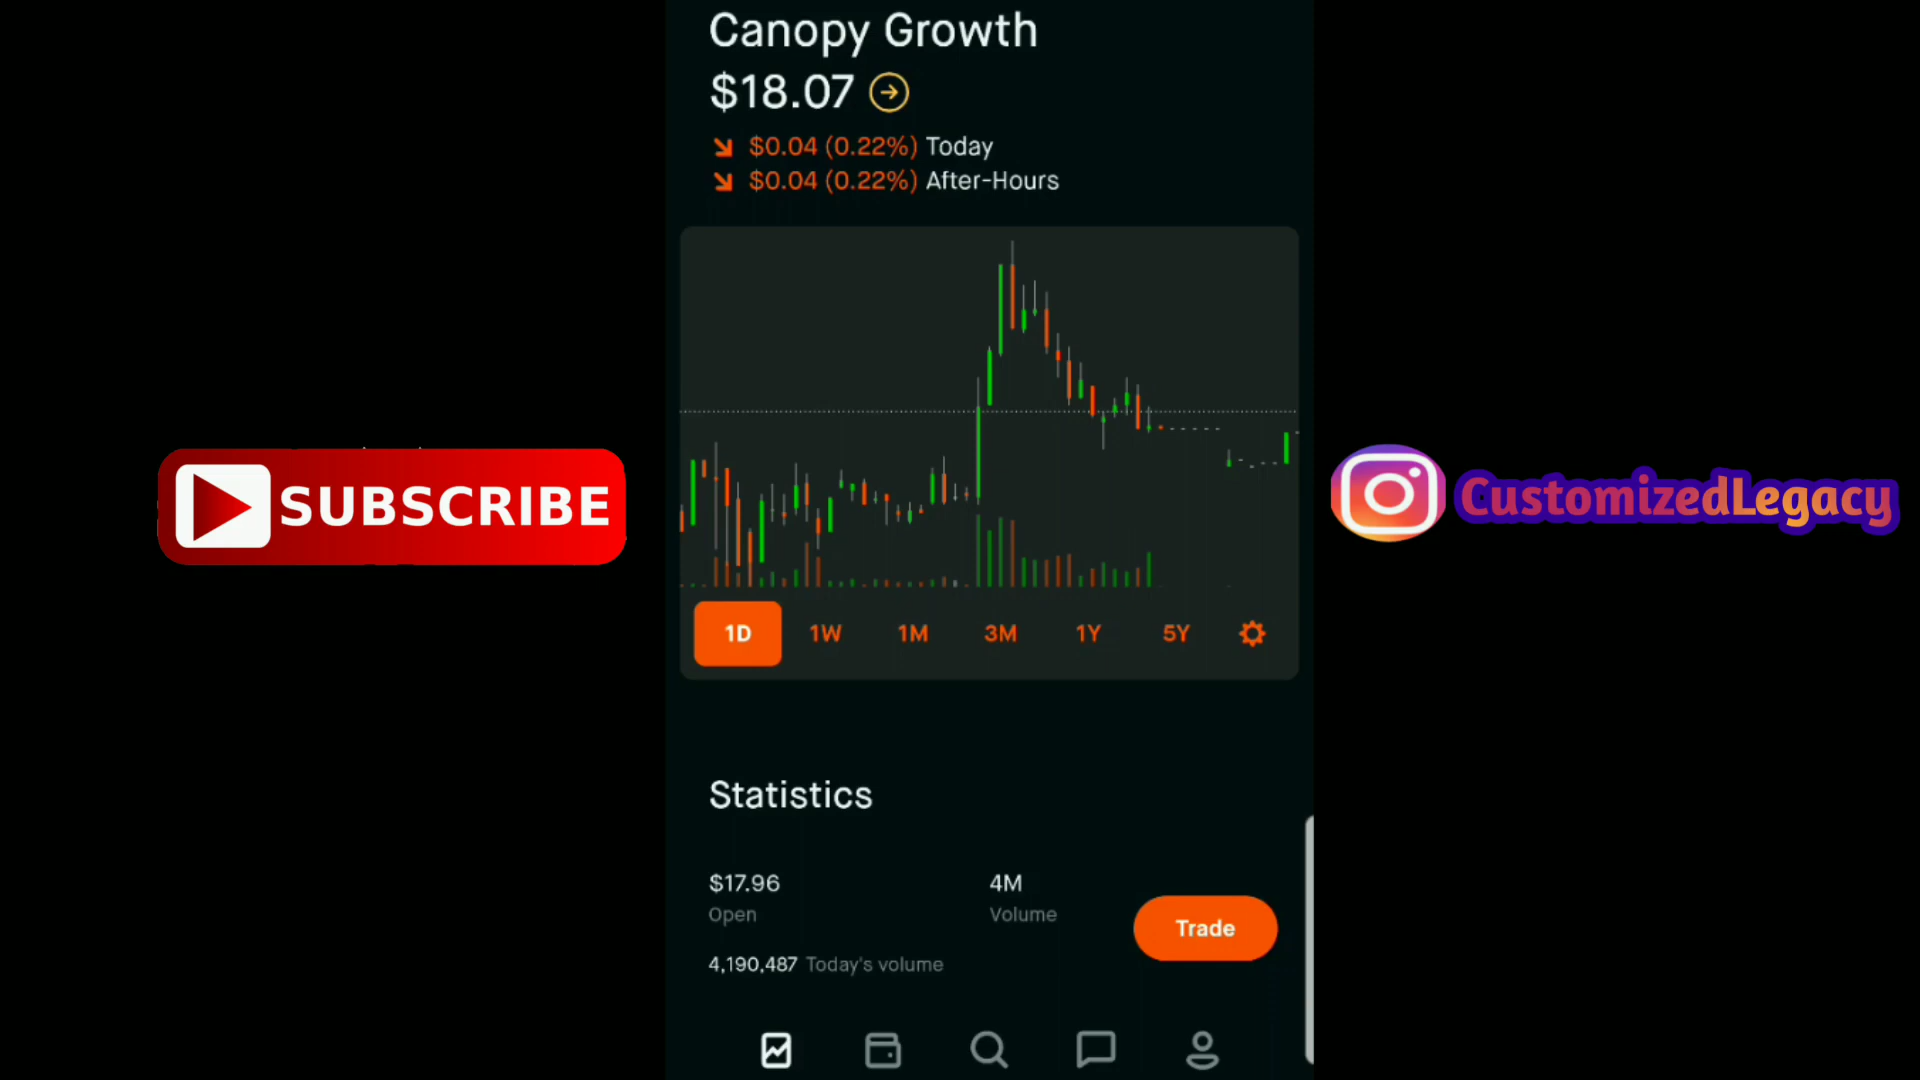 Canopy Growth
$18.07
$0.04 (0.22%) Today
$0.04 (0.22%) After-Hours
SUBSCRIBE
CustomizedLegacy
1D 1W 1M 3M 1Y 5Y
Statistics
$17.96 4M
Open Volume
Trade
4,190,487 Today's volume